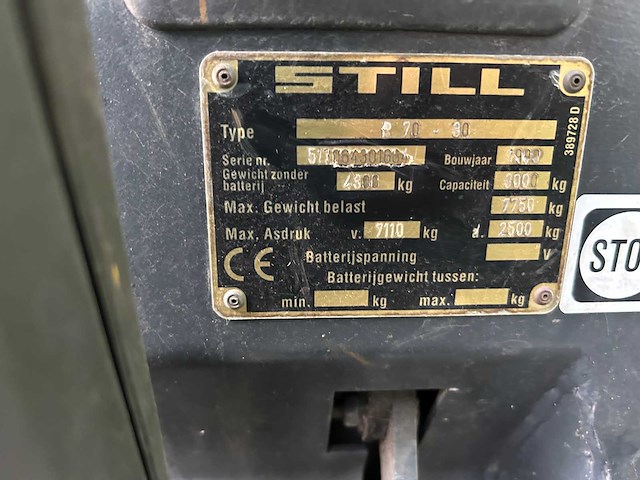 STILL
Type R 70 - 30
Serie nr. Bouwjaar
Gewicht zonder batterij kg Capaciteit 3000 kg
Max. Gewicht belast 7750 kg
Max. Asdruk v. 7110 kg a. 2500 kg
CE Batterijspanning V
Batterijgewicht tussen:
min. kg max. kg
389728 D
STO